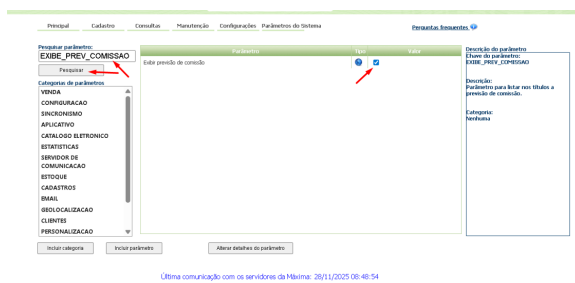 Principal Cadastro Consultas Manutenção Configurações Parâmetros do Sistema Perguntas frequentes
Pesquisar parâmetro:
EXIBE_PREV_COMISSAO
Pesquisar
Categorias de parâmetros
VENDA
CONFIGURACAO
SINCRONISMO
APLICATIVO
CATALOGO ELETRONICO
ESTATISTICAS
SERVIDOR DE
COMUNICACAO
ESTOQUE
CADASTROS
EMAIL
GEOLOCALIZACAO
CLIENTES
PERSONALIZACAO
Parâmetro Tipo Valor
Exibir previsão de comissão
Descrição do parâmetro
Chave do parâmetro:
EXIBE_PREV_COMISSAO
Descrição:
Parâmetro para listar nos títulos a
previsão de comissão.
Categoria:
Nenhuma
Incluir categoria Incluir parâmetro Alterar detalhes do parâmetro
Última comunicação com os servidores da Máxima: 28/11/2025 08:48:54